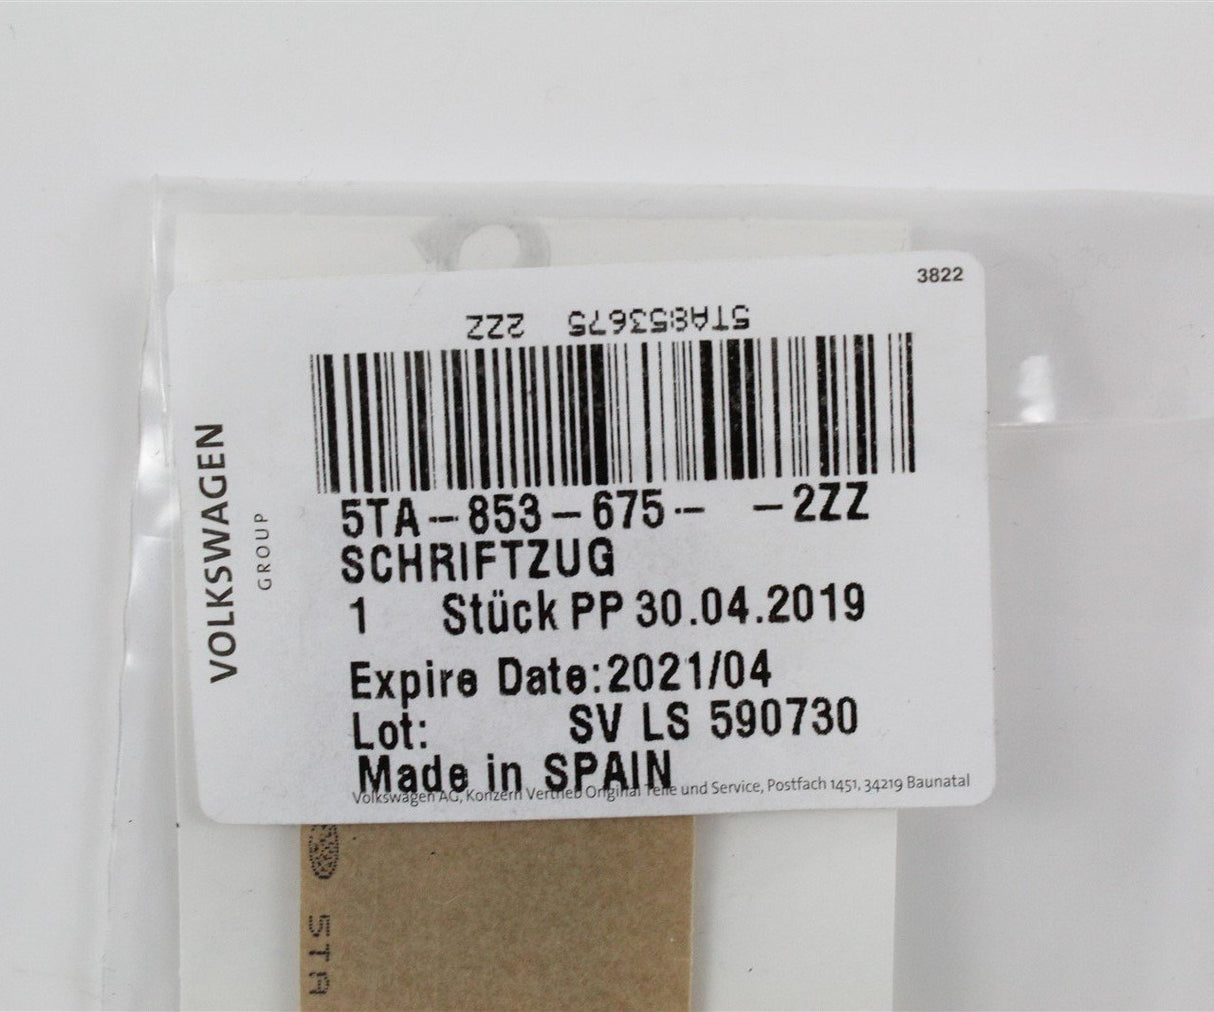 3822
5TA853675 2ZZ
5TA-853-675- -2ZZ
SCHRIFTZUG
1 Stück PP 30.04.2019
Expire Date:2021/04
Lot: SV LS 590730
Made in SPAIN
Volkswagen AG, Konzern Vertrieb Original Teile und Service, Postfach 1451, 34219 Baunatal
VOLKSWAGEN
GROUP
5TA